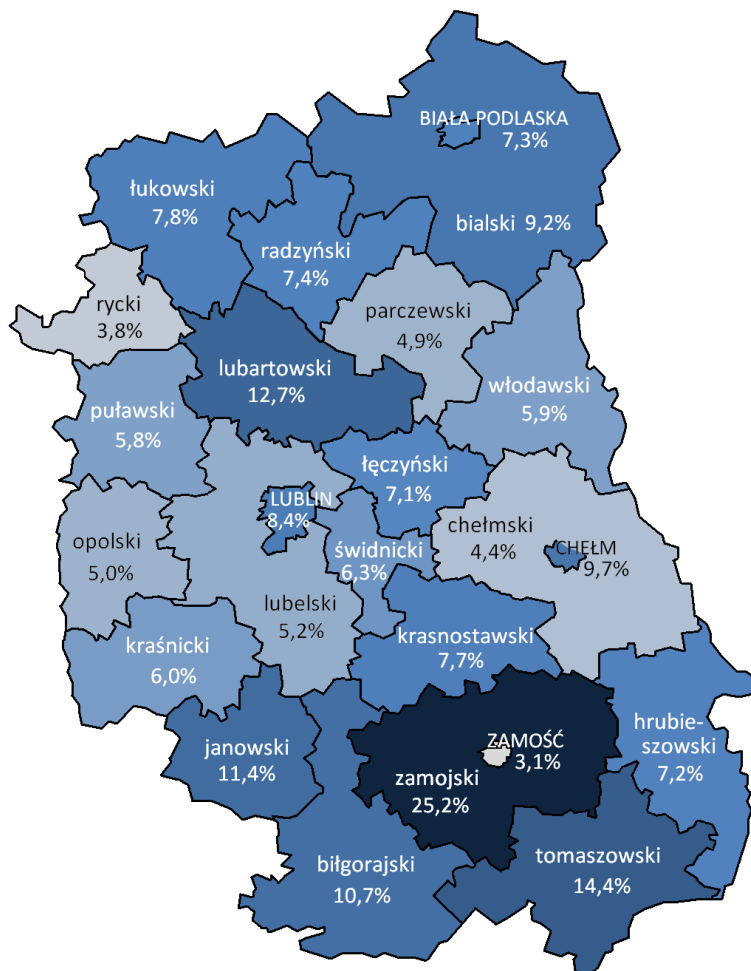 BIAŁA PODLASKA
7,3%
łukowski
7,8%
bialski 9,2%
radzyński
7,4%
rycki
3,8%
parczewski
4,9%
lubartowski
12,7%
włodawski
5,9%
puławski
5,8%
łęczyński
7,1%
LUBLIN
8,4%
chełmski
4,4%
CHEŁM
9,7%
opolski
5,0%
świdnicki
6,3%
lubelski
5,2%
kraśnicki
6,0%
krasnostawski
7,7%
hrubie-
szowski
7,2%
janowski
11,4%
ZAMOŚĆ
3,1%
zamojski
25,2%
biłgorajski
10,7%
tomaszowski
14,4%